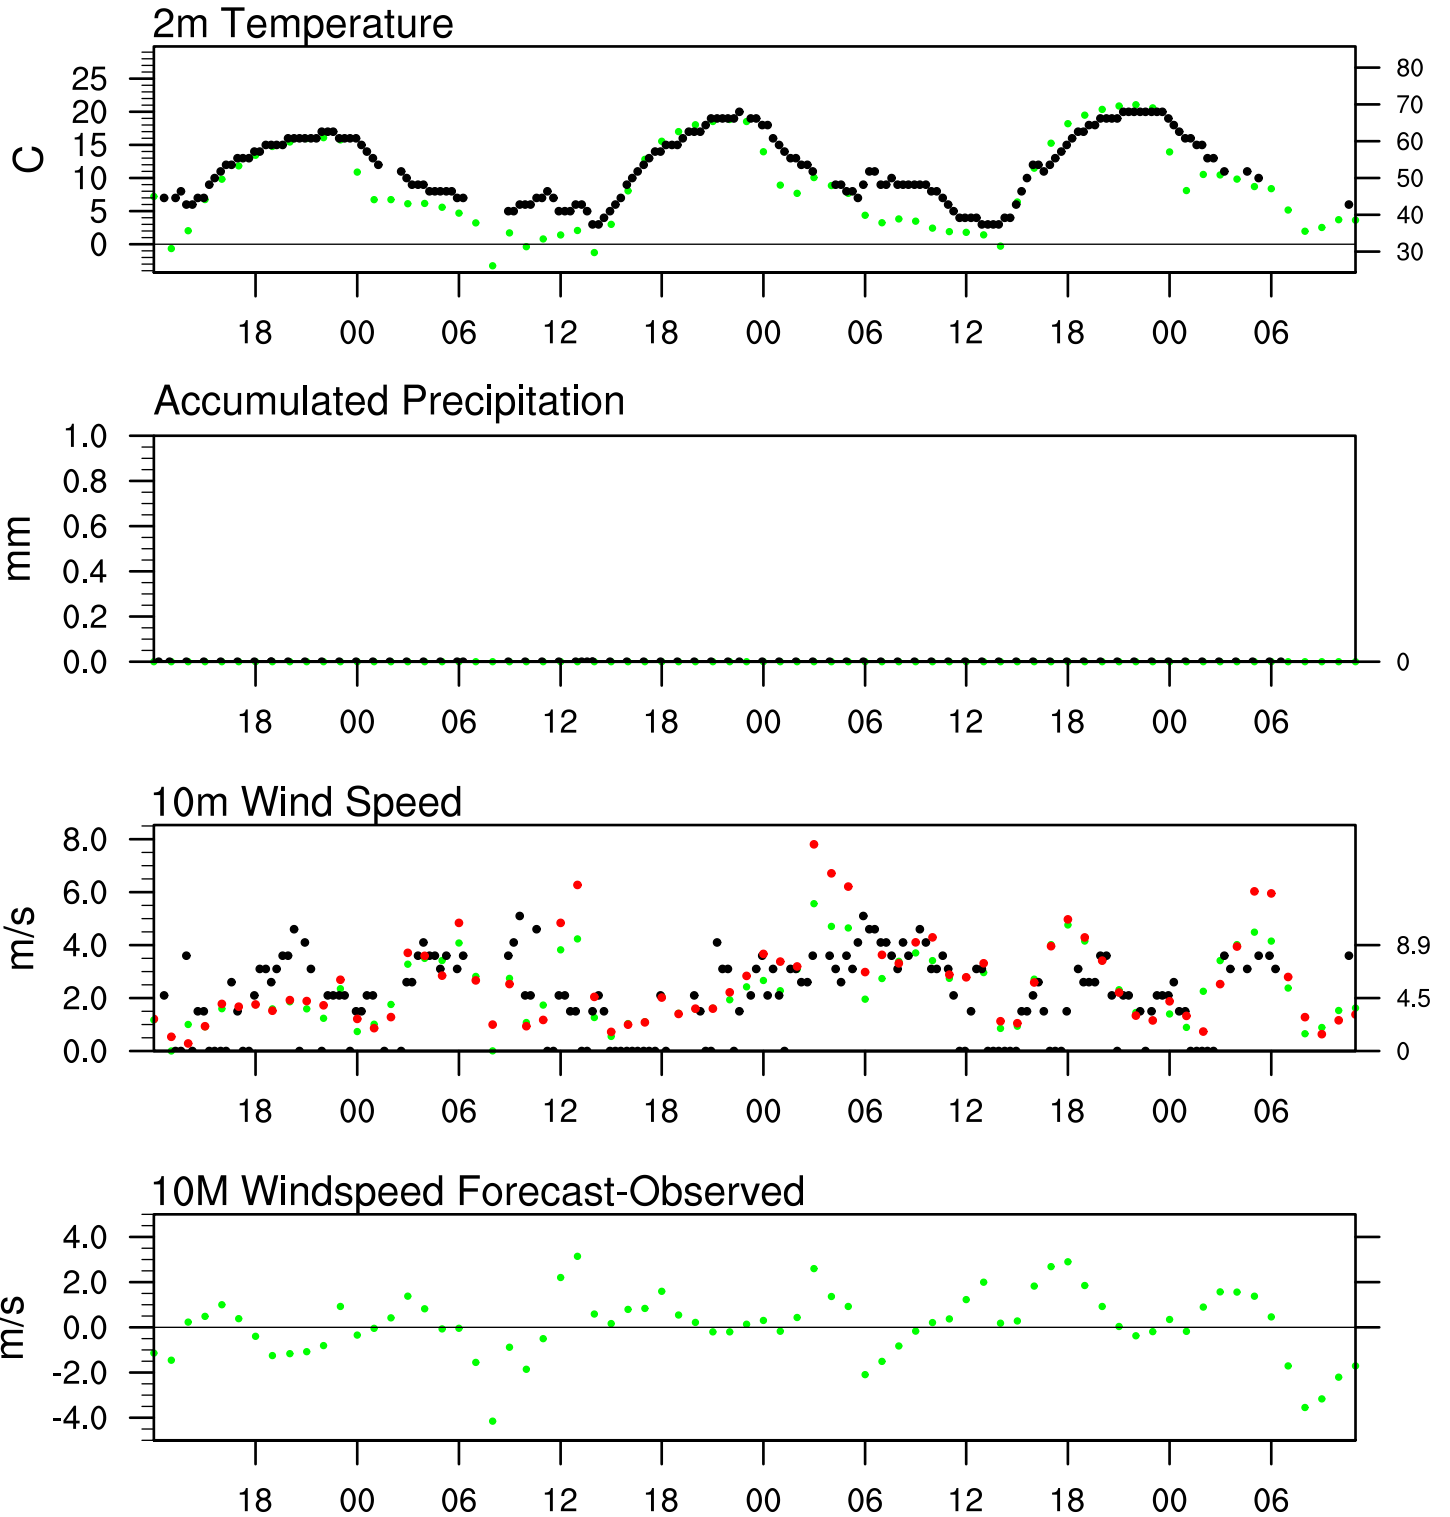 2m Temperature
25
20
15
10
5
0
C
80
70
60
50
40
30
18 00 06 12 18 00 06 12 18 00 06
Accumulated Precipitation
1.0
0.8
0.6
0.4
0.2
0.0
mm
0
18 00 06 12 18 00 06 12 18 00 06
10m Wind Speed
8.0
6.0
4.0
2.0
0.0
m/s
8.9
4.5
0
18 00 06 12 18 00 06 12 18 00 06
10M Windspeed Forecast-Observed
4.0
2.0
0.0
-2.0
-4.0
m/s
18 00 06 12 18 00 06 12 18 00 06